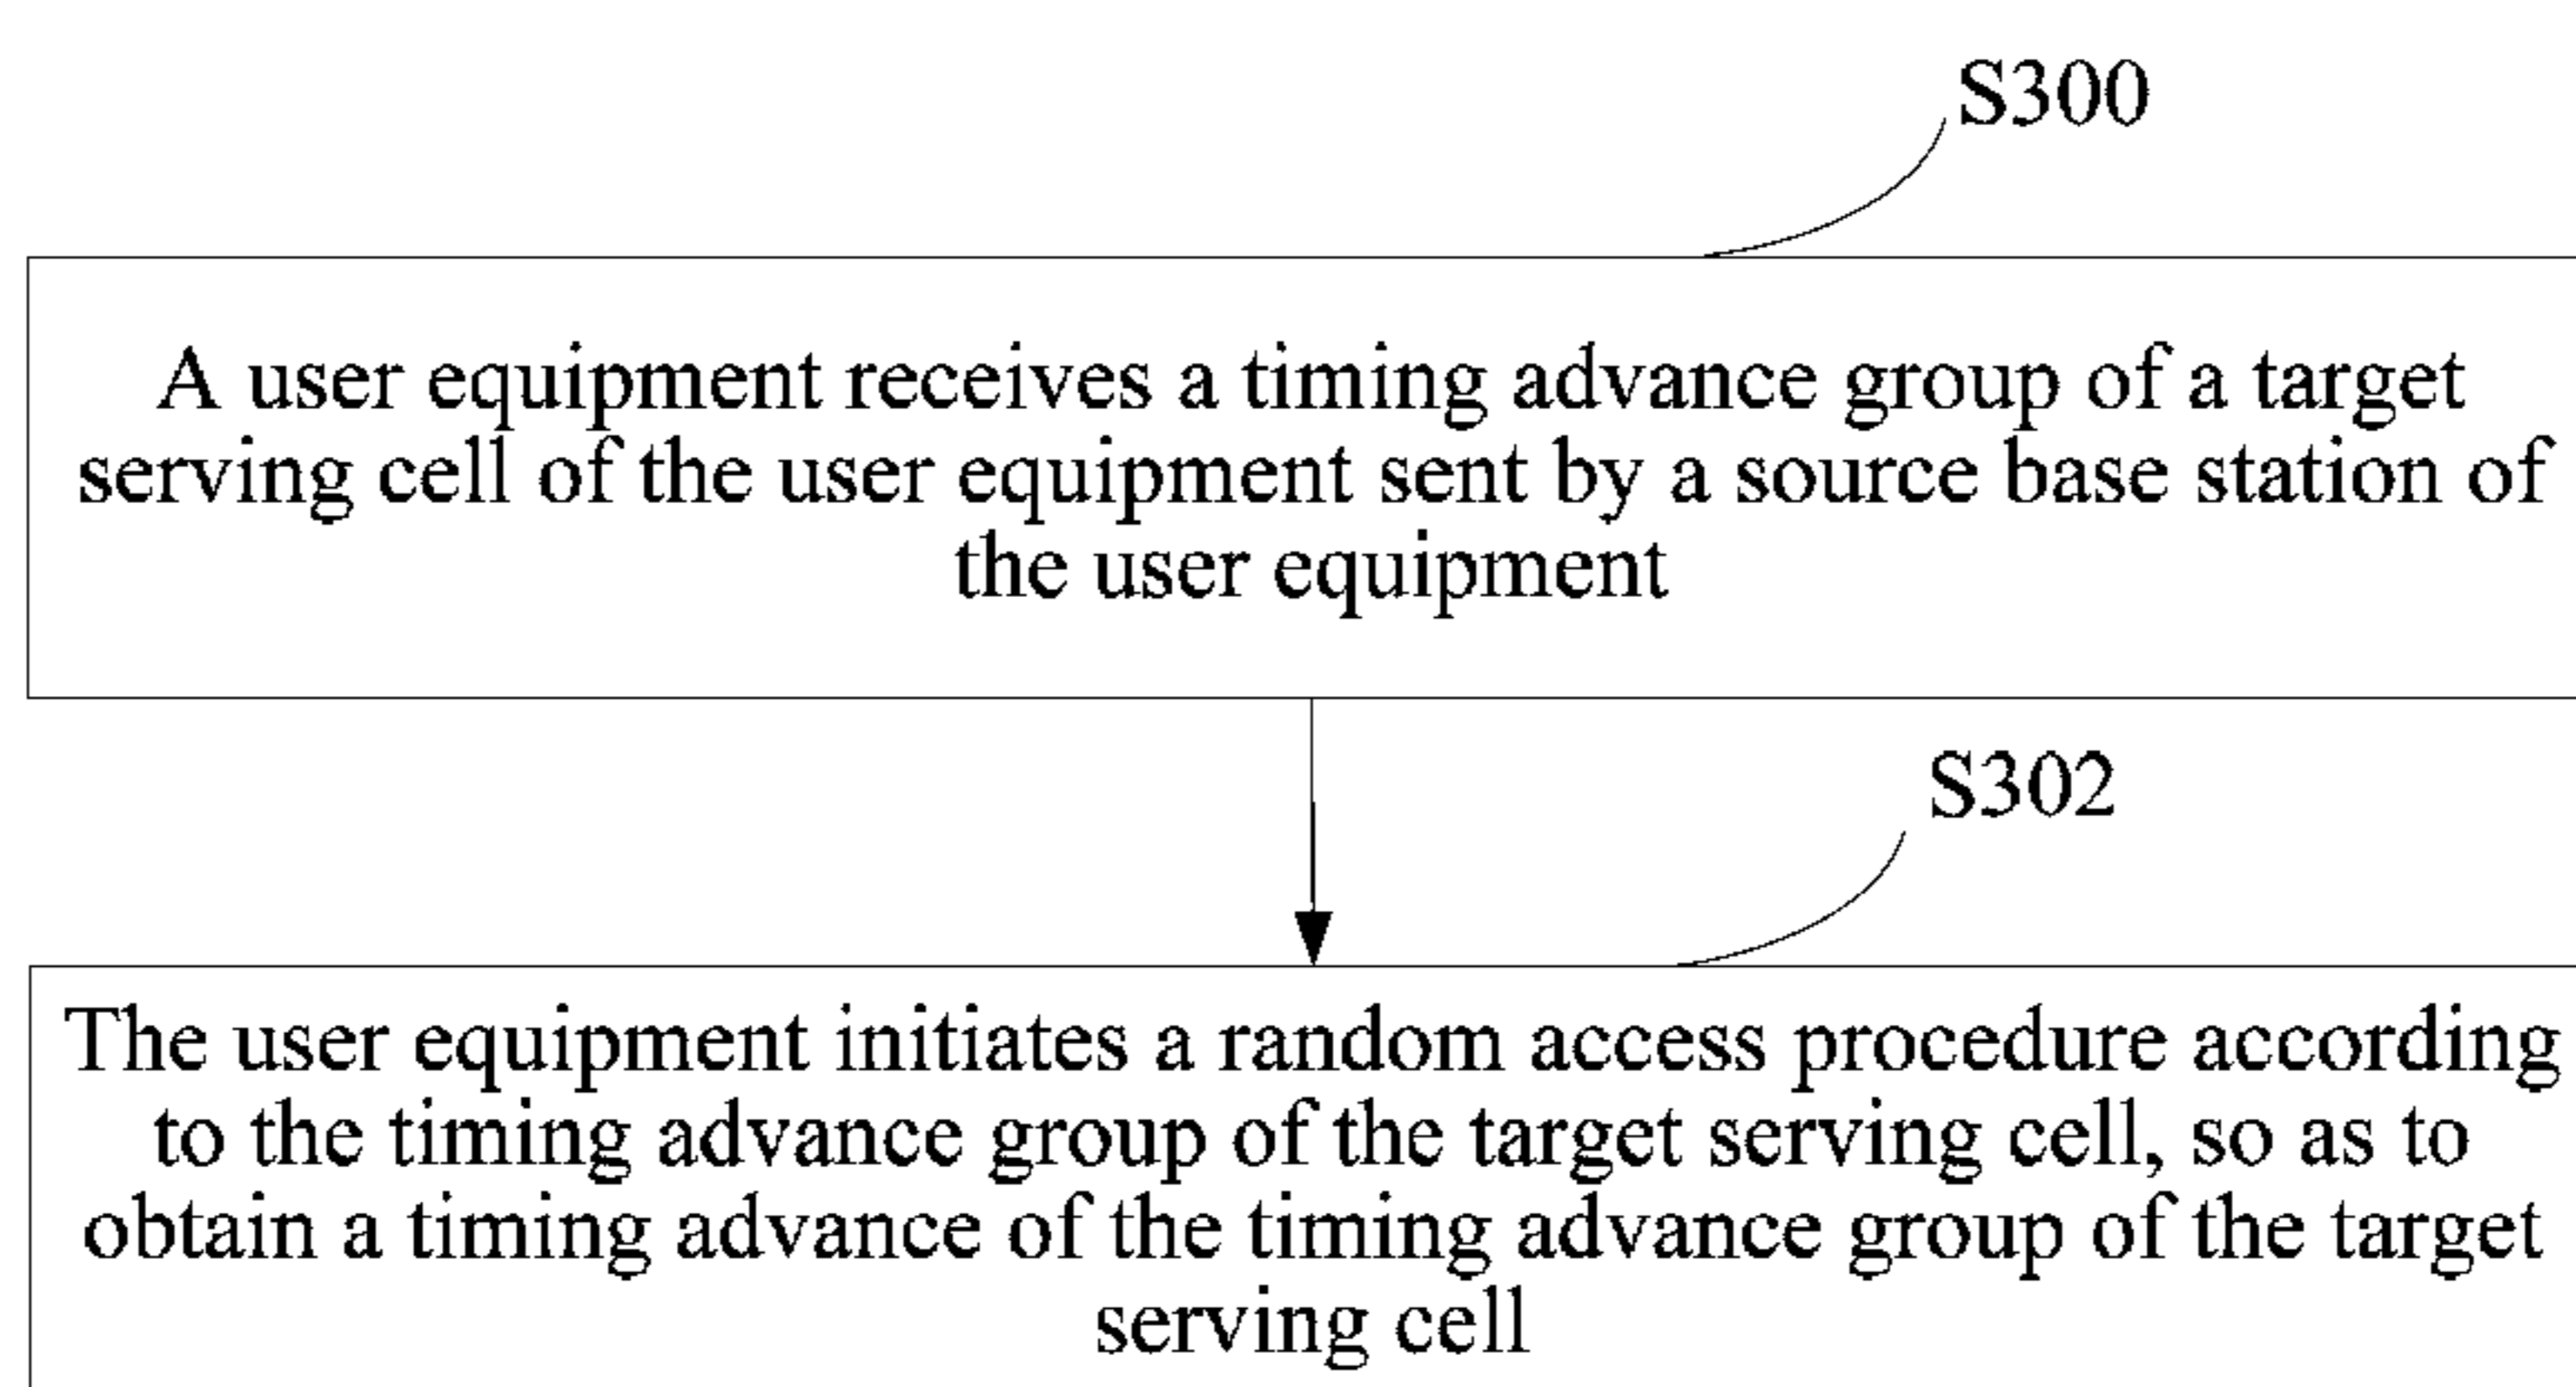 S300
A user equipment receives a timing advance group of a target
serving cell of the user equipment sent by a source base station of
the user equipment
S302
The user equipment initiates a random access procedure according
to the timing advance group of the target serving cell, so as to
obtain a timing advance of the timing advance group of the target
serving cell